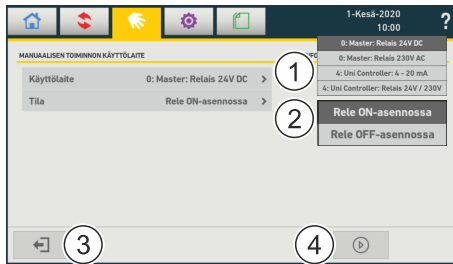 1-Kesä-2020
10:00
?
MANUAALISEN TOIMINNON KÄYTTÖLAITE
INFO
Käyttölaite 0: Master: Relais 24V DC >
Tila Rele ON-asennossa >
1
0: Master: Relais 24V DC
0: Master: Relais 230V AC
4: Uni Controller: 4 - 20 mA
4: Uni Controller: Relais 24V / 230V
2
Rele ON-asennossa
Rele OFF-asennossa
3
4